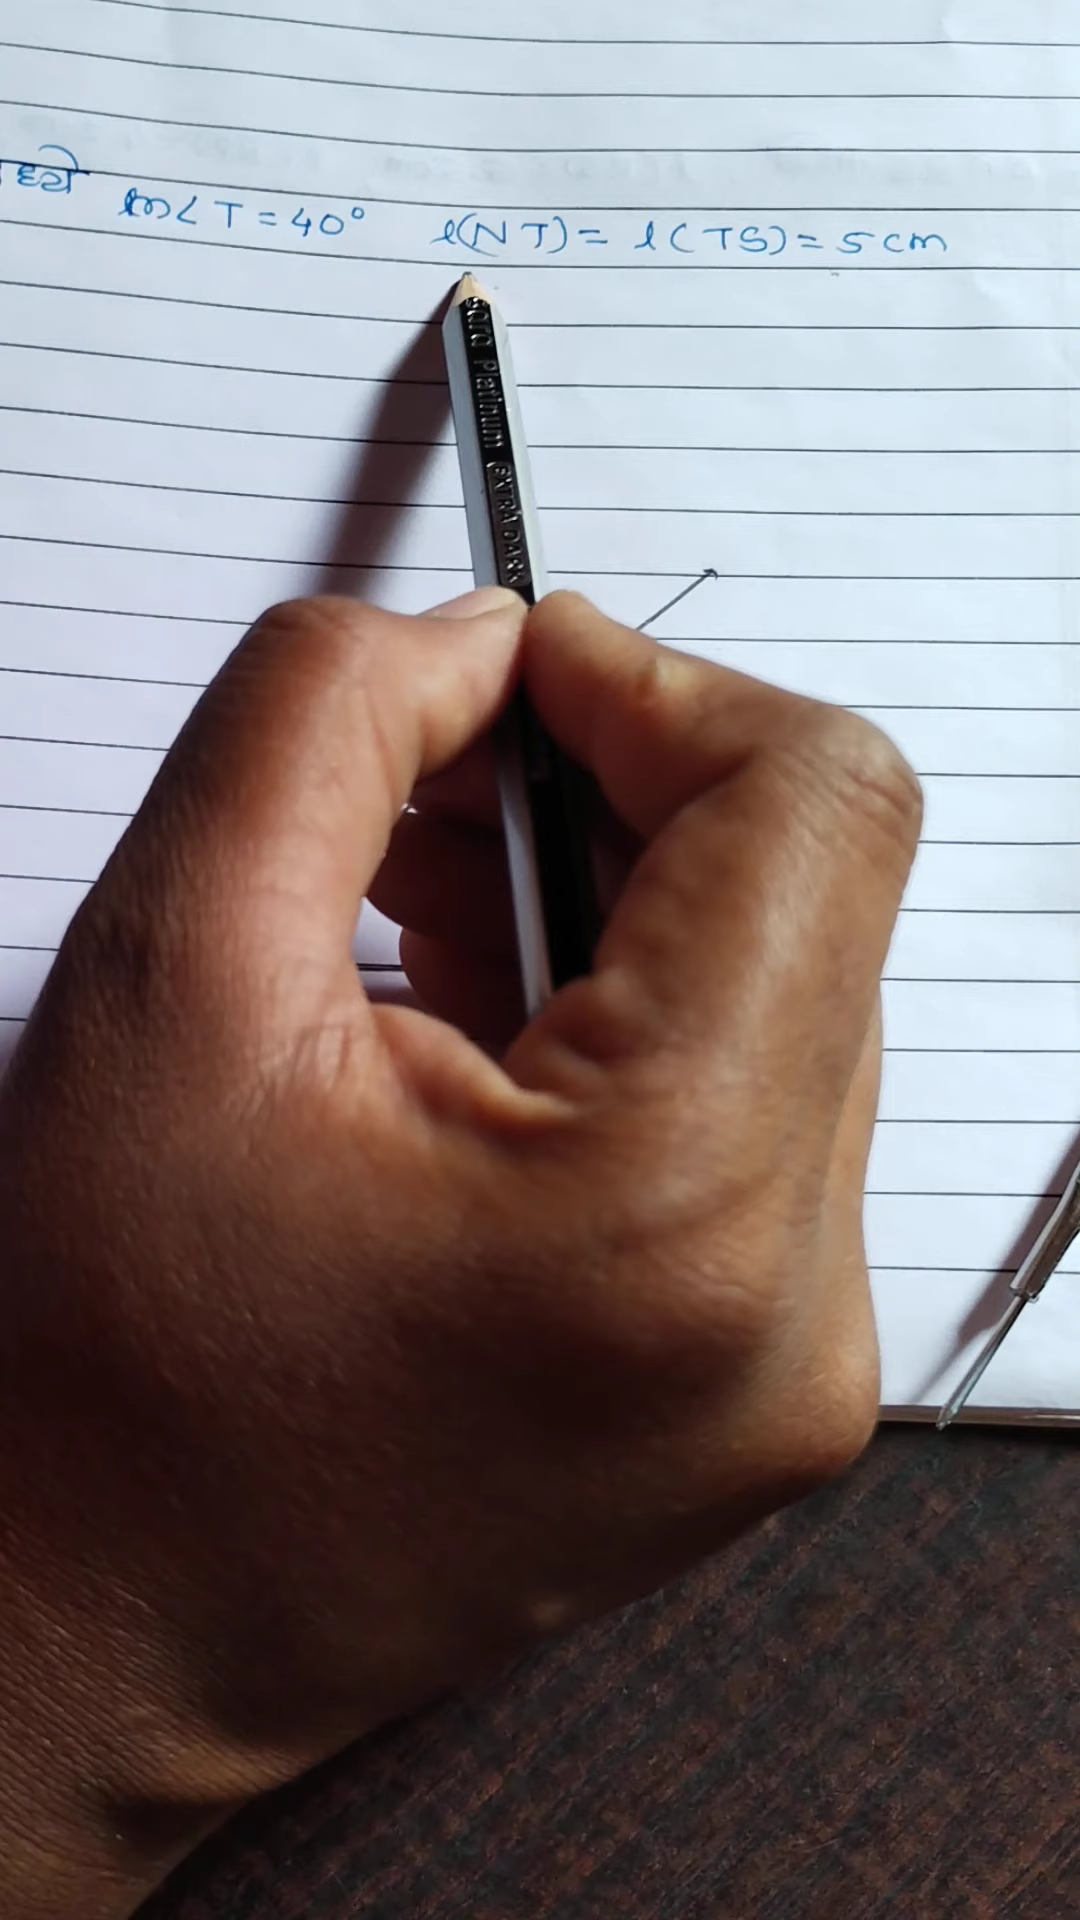 m∠T = 40° l(NT) = l(TS) = 5 cm
Platinum
EXTRA DARK